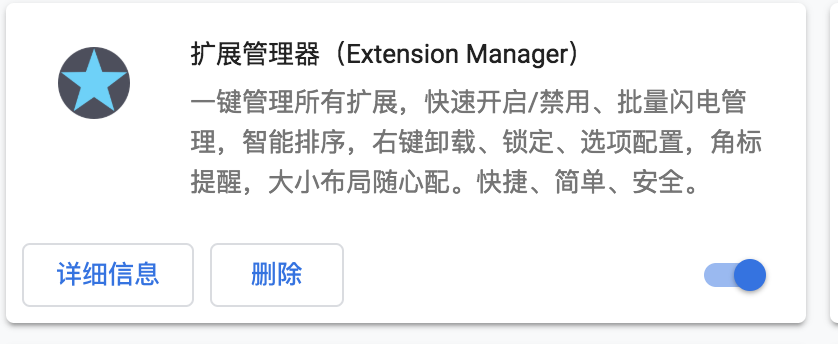 扩展管理器（Extension Manager）
一键管理所有扩展，快速开启/禁用、批量闪电管
理，智能排序，右键卸载、锁定、选项配置，角标
提醒，大小布局随心配。快捷、简单、安全。
详细信息
删除